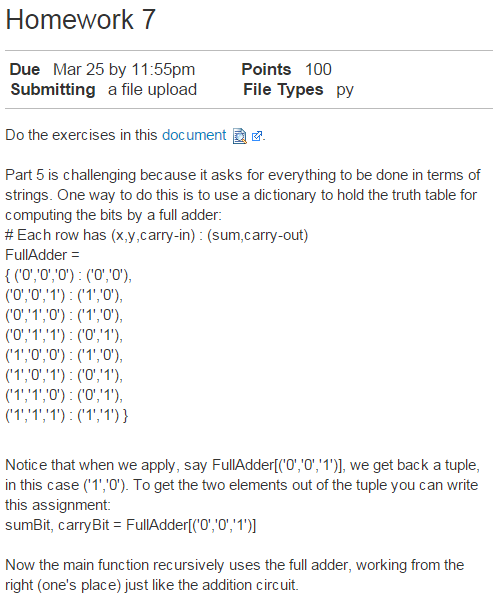 Homework 7
Due Mar 25 by 11:55pm Points 100
Submitting a file upload File Types py
Do the exercises in this document.
Part 5 is challenging because it asks for everything to be done in terms of
strings. One way to do this is to use a dictionary to hold the truth table for
computing the bits by a full adder:
# Each row has (x,y,carry-in) : (sum,carry-out)
FullAdder =
{ ('0','0','0') : ('0','0'),
('0','0','1') : ('1','0'),
('0','1','0') : ('1','0'),
('0','1','1') : ('0','1'),
('1','0','0') : ('1','0'),
('1','0','1') : ('0','1'),
('1','1','0') : ('0','1'),
('1','1','1') : ('1','1') }
Notice that when we apply, say FullAdder[('0','0','1')], we get back a tuple,
in this case ('1','0'). To get the two elements out of the tuple you can write
this assignment:
sumBit, carryBit = FullAdder[('0','0','1')]
Now the main function recursively uses the full adder, working from the
right (one's place) just like the addition circuit.